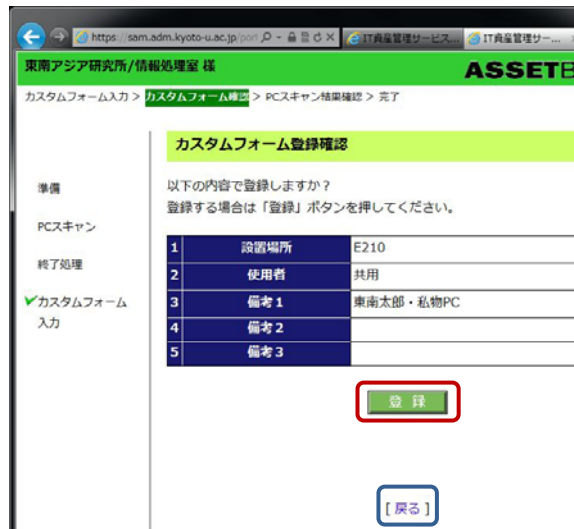 https://sam.adm.kyoto-u.ac.jp/port
IT資産管理サービス...
IT資産管理サー...
東南アジア研究所/情報処理室 様
ASSETB
カスタムフォーム入力 > カスタムフォーム確認 > PCスキャン結果確認 > 完了
カスタムフォーム登録確認
準備
以下の内容で登録しますか？
登録する場合は「登録」ボタンを押してください。
PCスキャン
終了処理
カスタムフォーム
入力
1 設置場所 E210
2 使用者 共用
3 備考１ 東南太郎・私物PC
4 備考２
5 備考３
登 録
[ 戻る ]